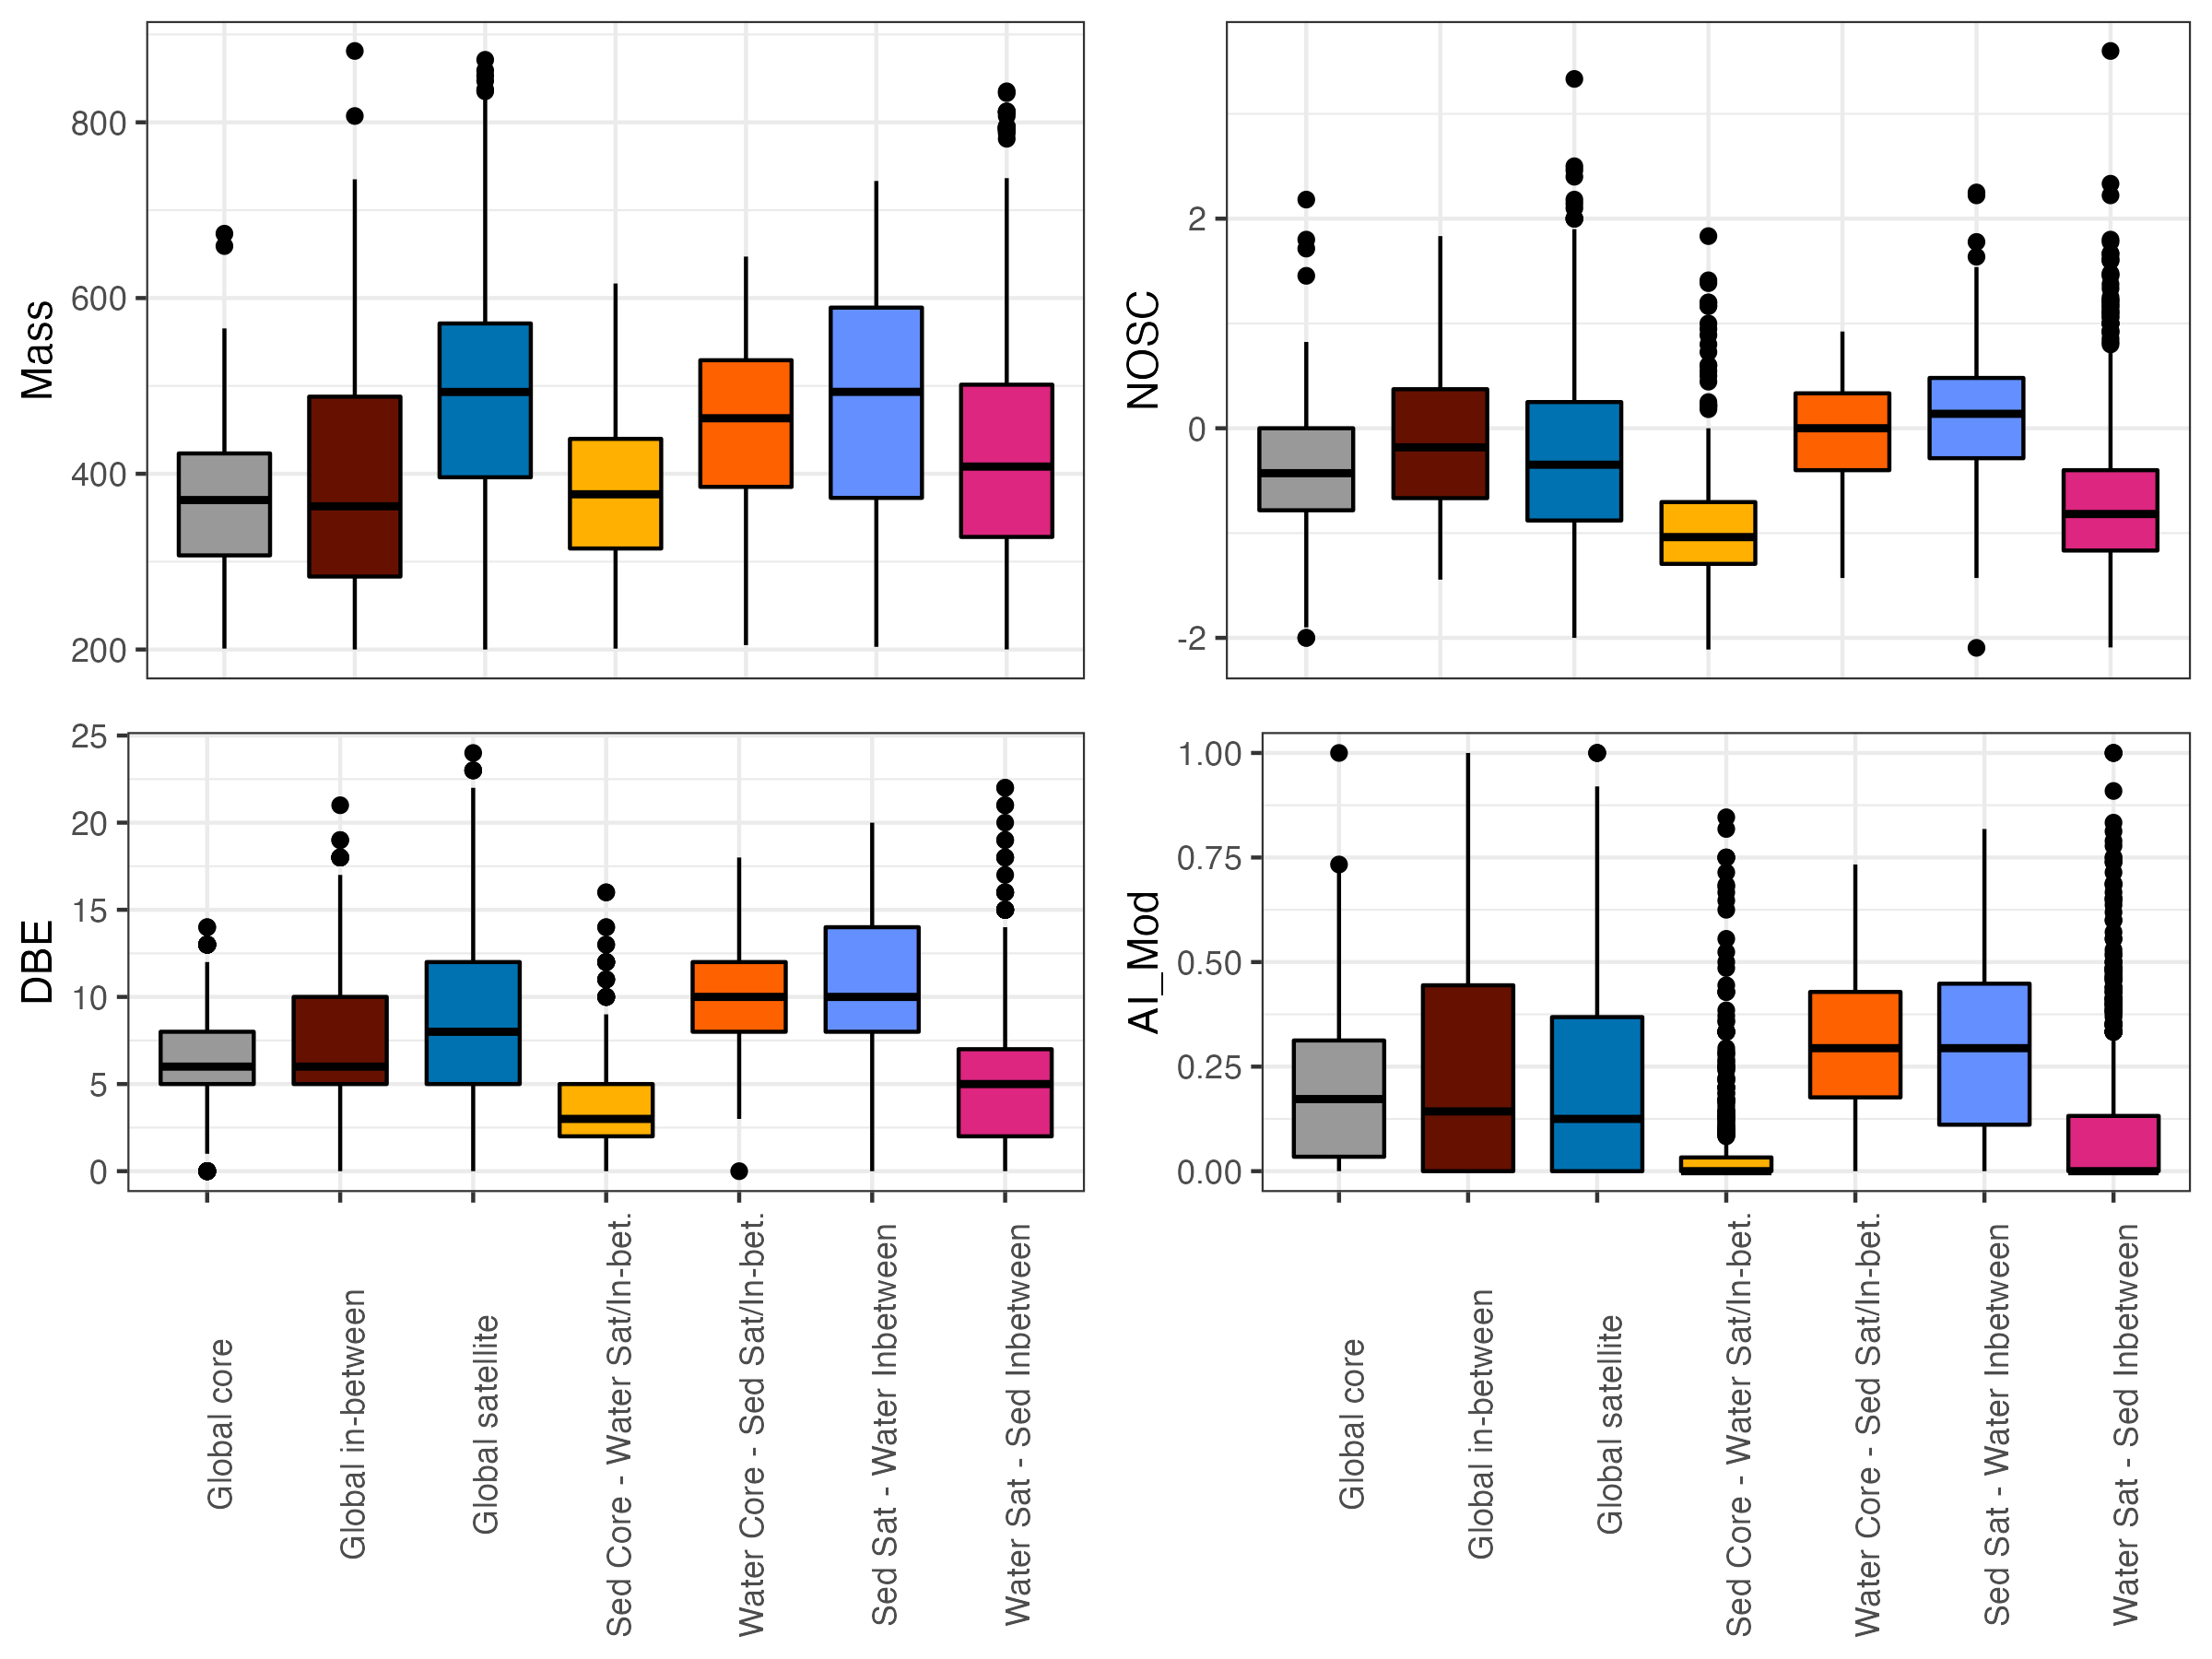 Mass
800
600
400
200
NOSC
2
0
-2
DBE
25
20
15
10
5
0
Global core
Global in-between
Global satellite
Sed Core - Water Sat/In-bet.
Water Core - Sed Sat/In-bet.
Sed Sat - Water Inbetween
Water Sat - Sed Inbetween
AI_Mod
1.00
0.75
0.50
0.25
0.00
Global core
Global in-between
Global satellite
Sed Core - Water Sat/In-bet.
Water Core - Sed Sat/In-bet.
Sed Sat - Water Inbetween
Water Sat - Sed Inbetween